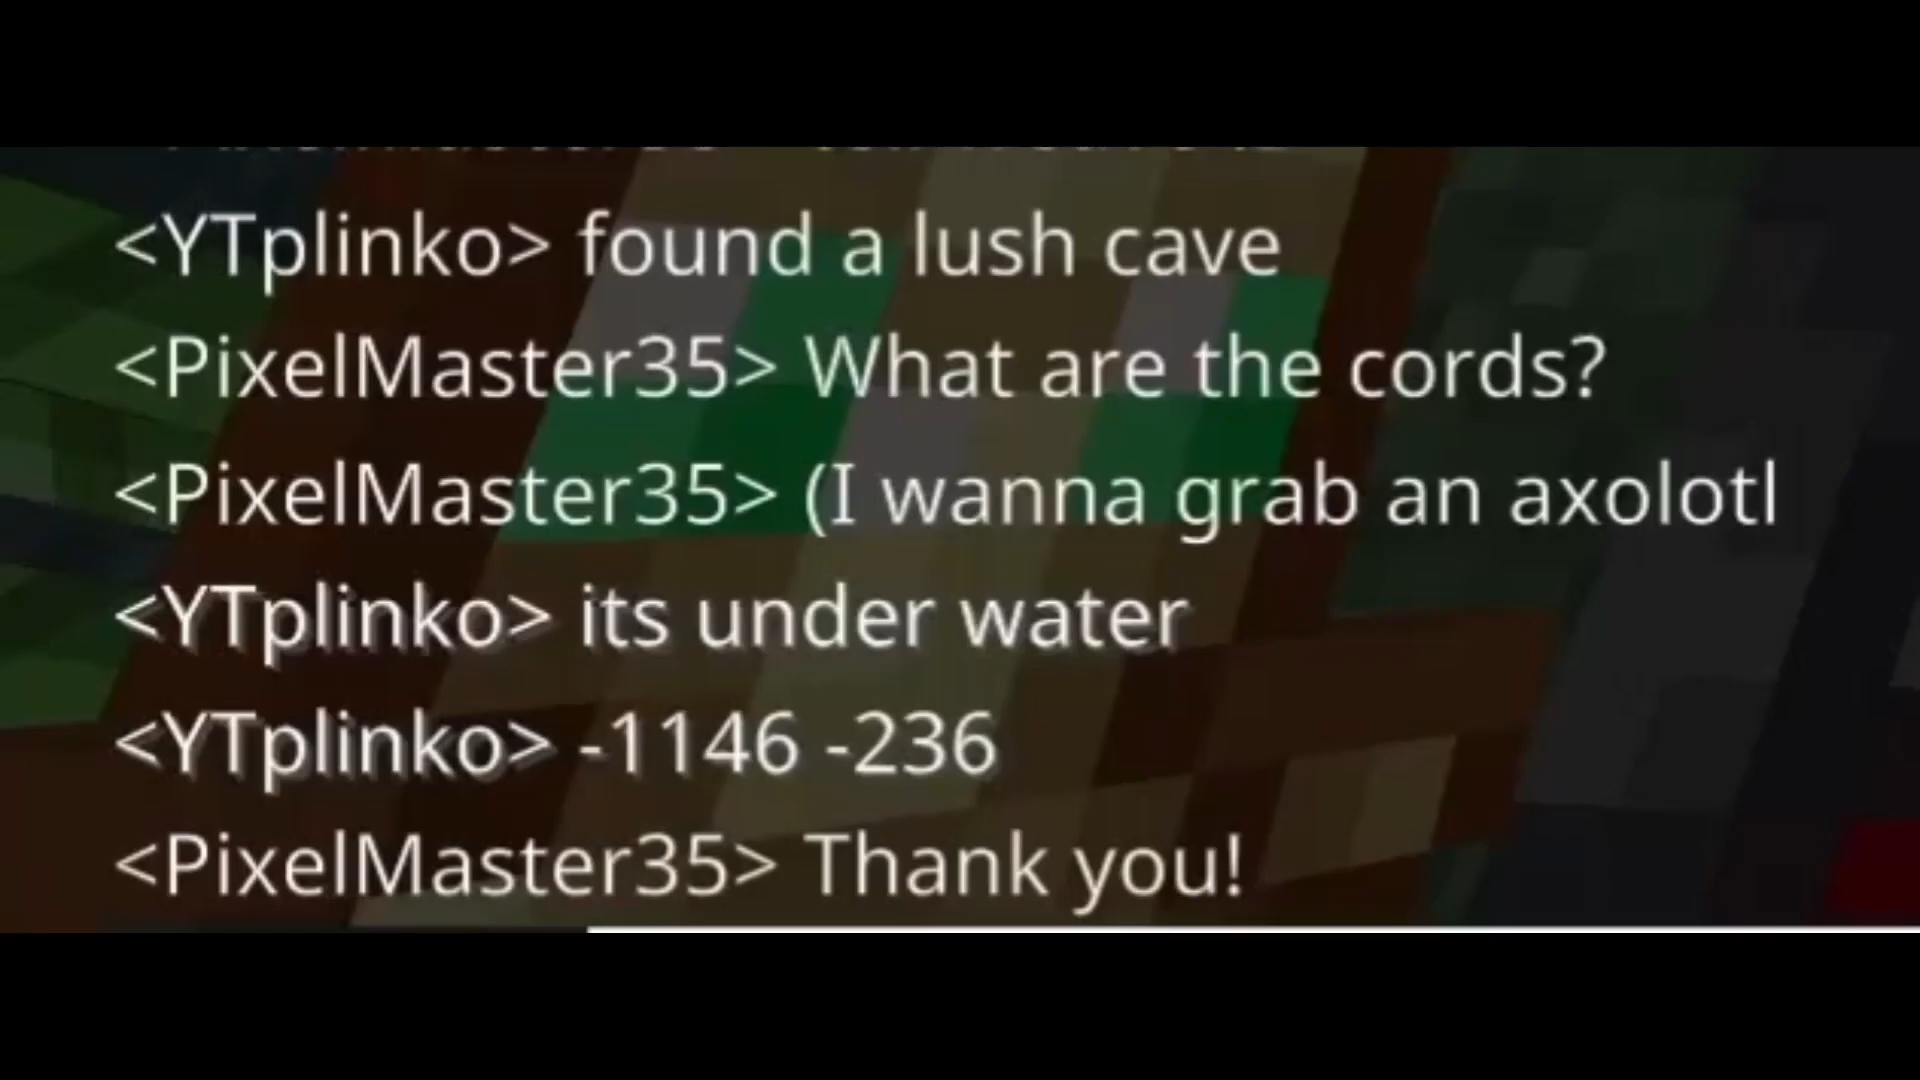 <YTplinko> found a lush cave
<PixelMaster35> What are the cords?
<PixelMaster35> (I wanna grab an axolotl
<YTplinko> its under water
<YTplinko> -1146 -236
<PixelMaster35> Thank you!